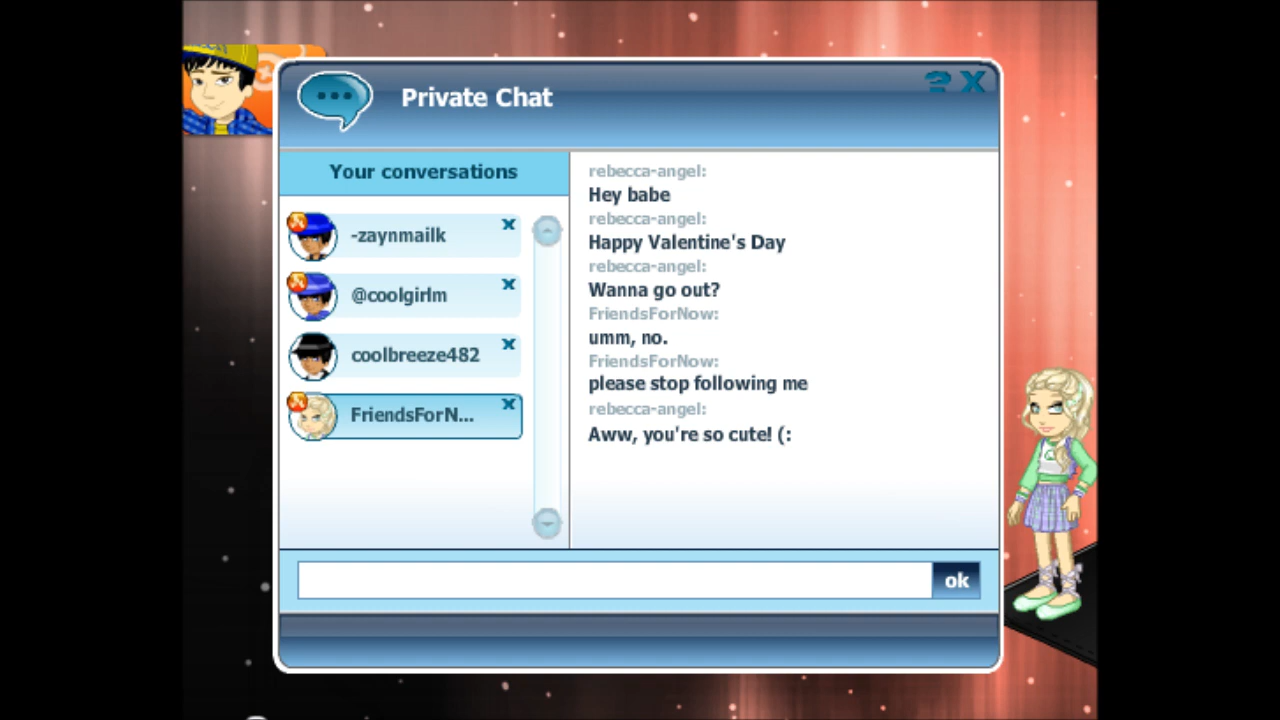 Private Chat
Your conversations
-zaynmailk
@coolgirlm
coolbreeze482
FriendsForN...
rebecca-angel:
Hey babe
rebecca-angel:
Happy Valentine's Day
rebecca-angel:
Wanna go out?
FriendsForNow:
umm, no.
FriendsForNow:
please stop following me
rebecca-angel:
Aww, you're so cute! (:
ok